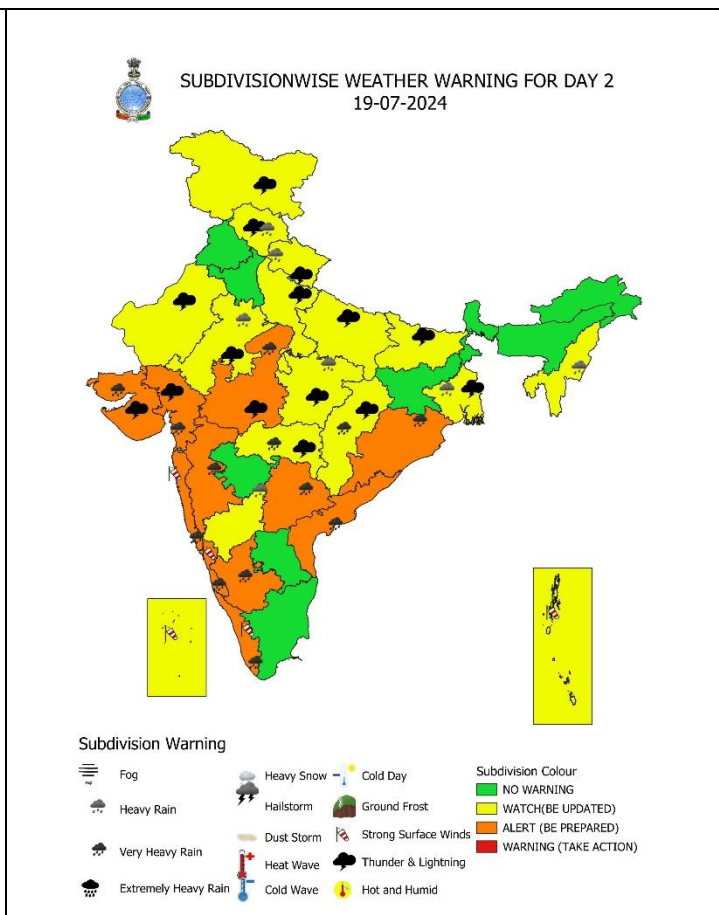 SUBDIVISIONWISE WEATHER WARNING FOR DAY 2
19-07-2024
Subdivision Warning
Fog
Heavy Rain
Very Heavy Rain
Extremely Heavy Rain
Heavy Snow
Hailstorm
Dust Storm
Heat Wave
Cold Wave
Cold Day
Ground Frost
Strong Surface Winds
Thunder & Lightning
Hot and Humid
Subdivision Colour
NO WARNING
WATCH(BE UPDATED)
ALERT (BE PREPARED)
WARNING (TAKE ACTION)